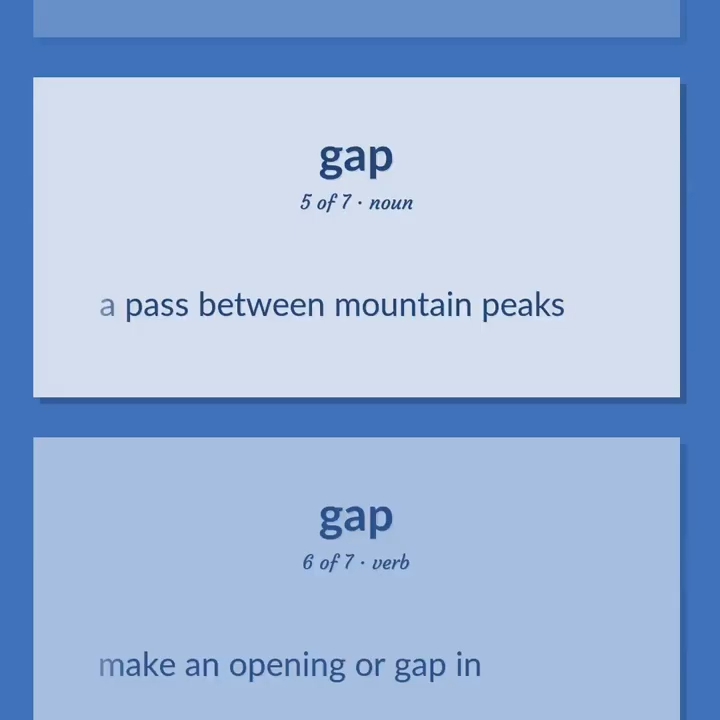 gap
5 of 7 · noun
a pass between mountain peaks
gap
6 of 7 · verb
make an opening or gap in